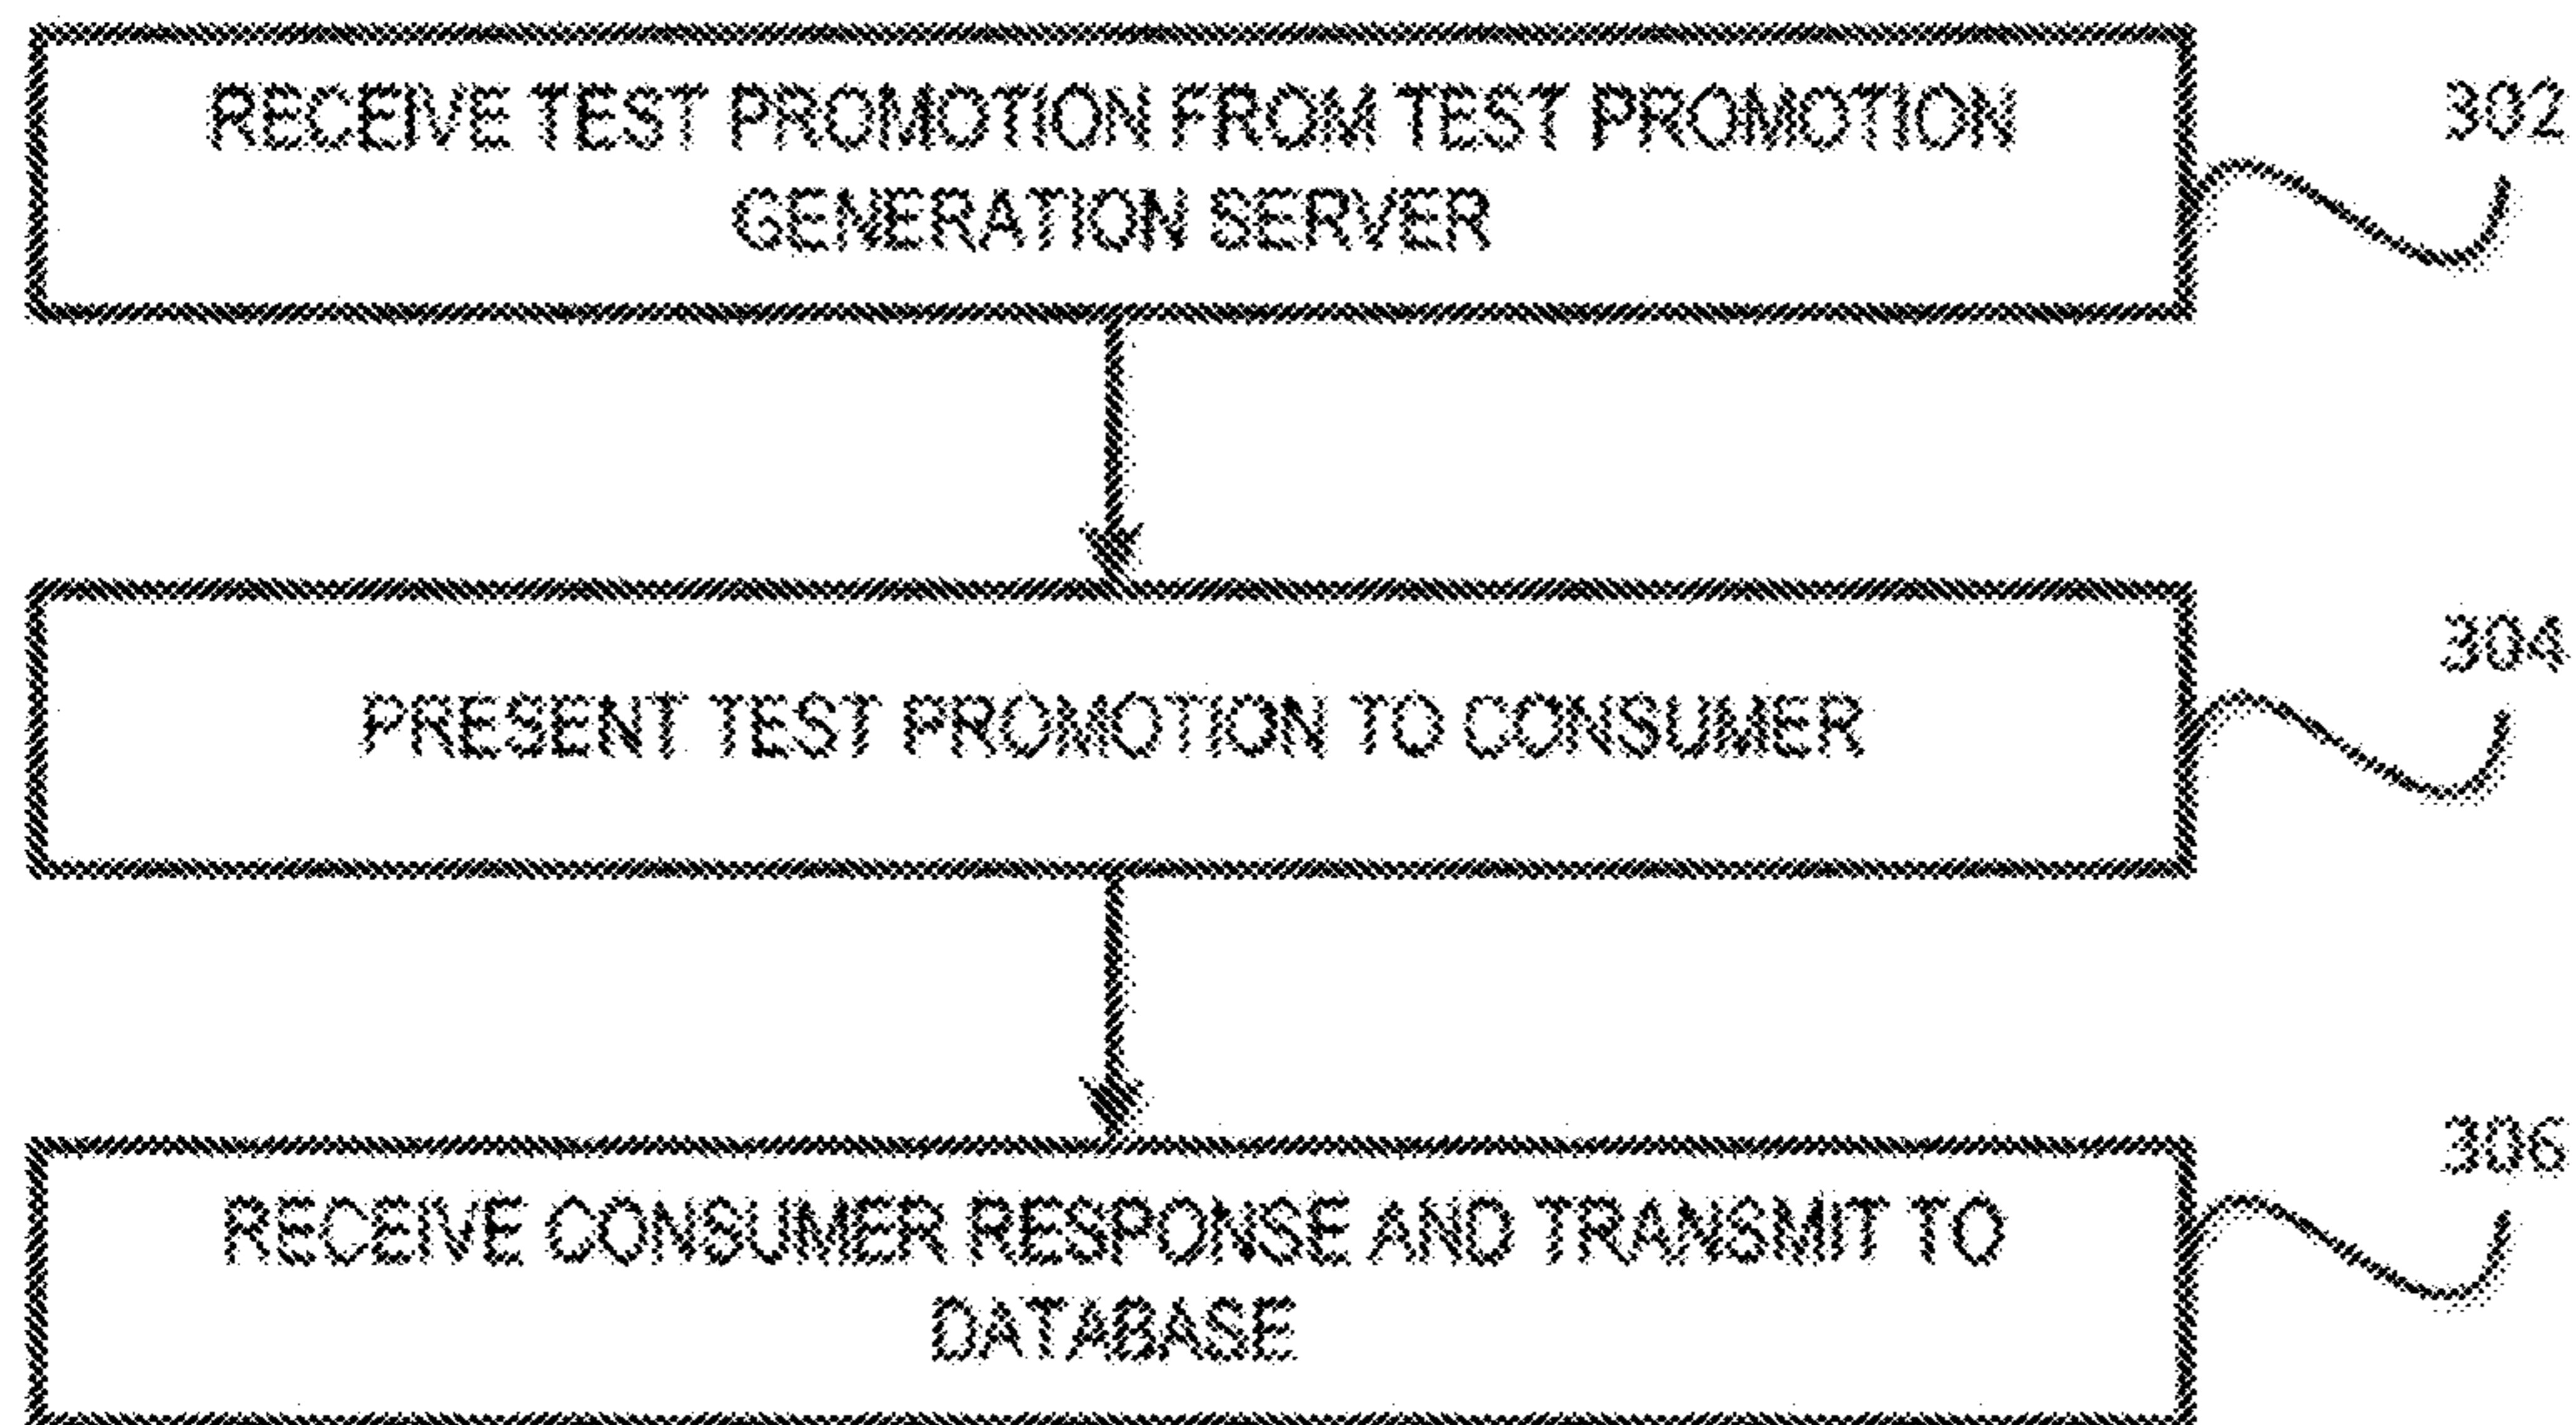 RECEIVE TEST PROMOTION FROM TEST PROMOTION
GENERATION SERVER
302
PRESENT TEST PROMOTION TO CONSUMER
304
RECEIVE CONSUMER RESPONSE AND TRANSMIT TO
DATABASE
306